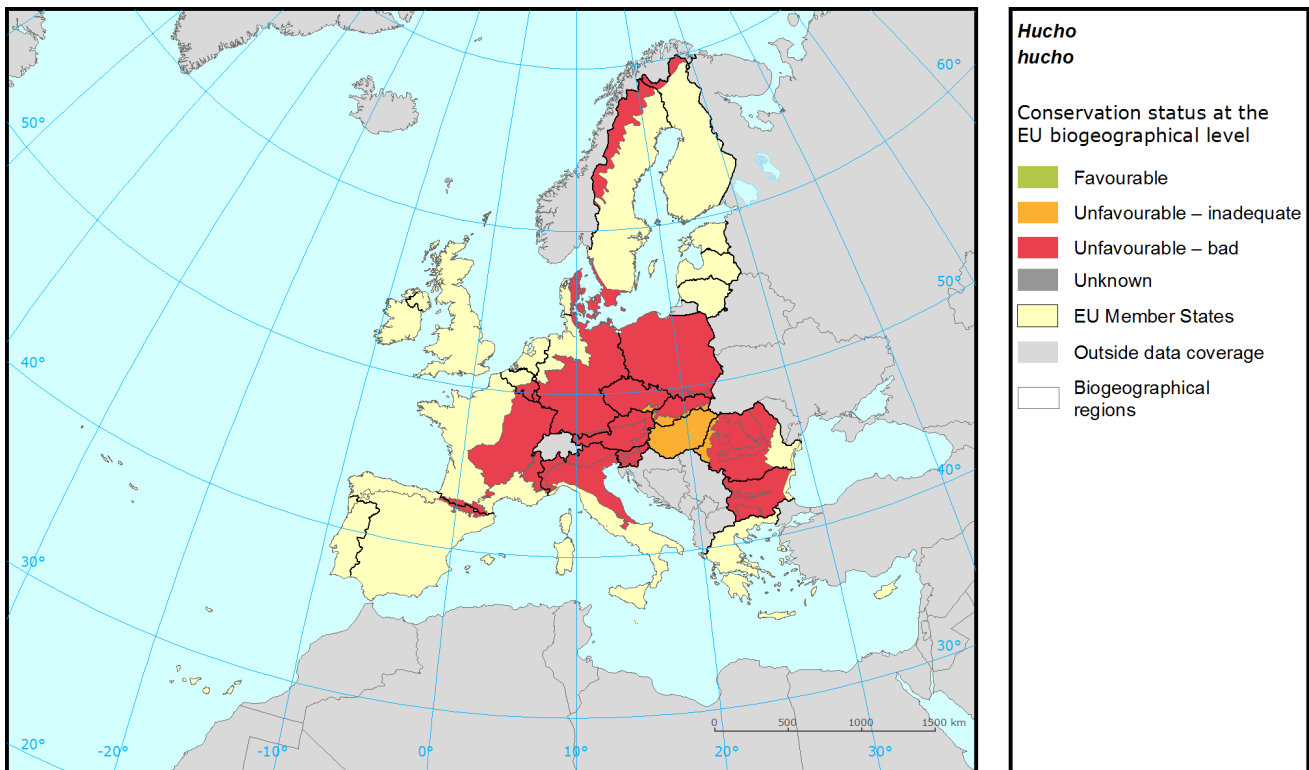 60°
50°
50°
40°
40°
30°
30°
20°
-20°
-10°
0°
10°
20°
30°
0 500 1000 1500 km
Hucho
hucho
Conservation status at the
EU biogeographical level
Favourable
Unfavourable – inadequate
Unfavourable – bad
Unknown
EU Member States
Outside data coverage
Biogeographical
regions